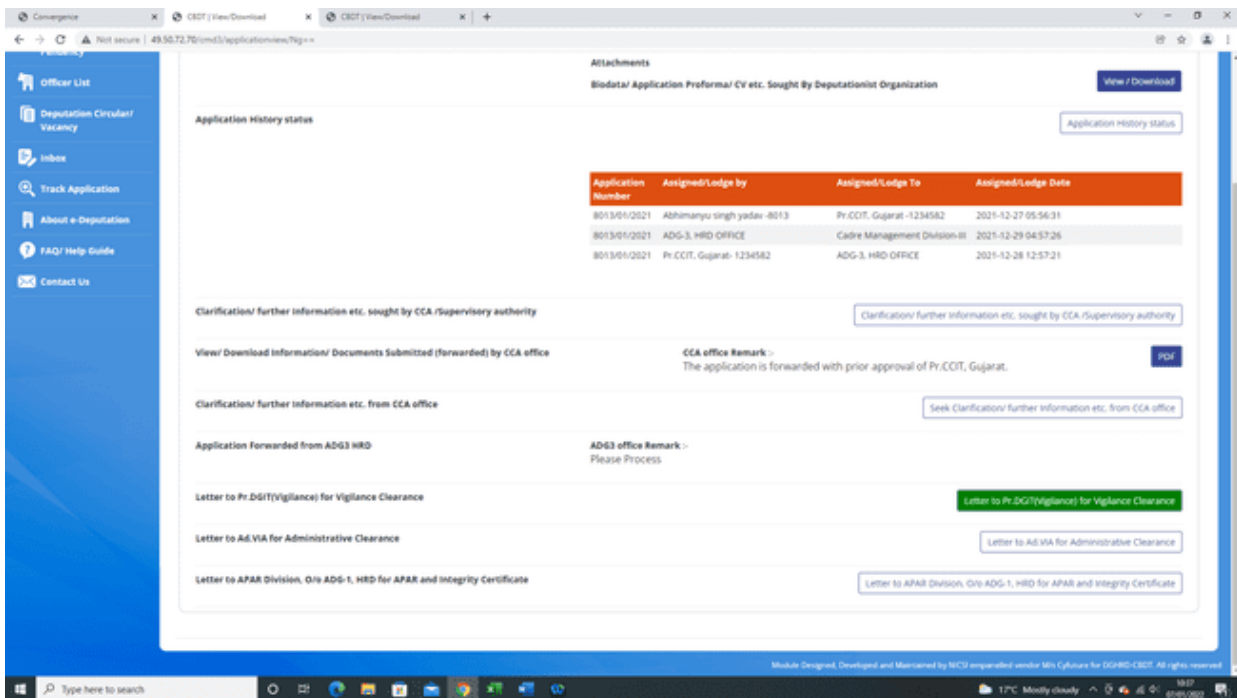 Convergence
CBDT | View/Download
CBDT | View/Download
Not secure
49.50.72.70/cmd3/applicationview/Ng==
Pendency
Officer List
Deputation Circular/
Vacancy
Inbox
Track Application
About e-Deputation
FAQ/ Help Guide
Contact Us
Attachments
Biodata/ Application Proforma/ CV etc. Sought By Deputationist Organization
View / Download
Application History status
Application History status
Application Number Assigned/Lodge by Assigned/Lodge To Assigned/Lodge Date
8013/01/2021 Abhimanyu singh yadav -8013 Pr.CCIT, Gujarat -1234582 2021-12-27 05:56:31
8013/01/2021 ADG-3, HRD OFFICE Cadre Management Division-III 2021-12-29 04:57:26
8013/01/2021 Pr.CCIT, Gujarat- 1234582 ADG-3, HRD OFFICE 2021-12-28 12:57:21
Clarification/ further Information etc. sought by CCA /Supervisory authority
Clarification/ further Information etc. sought by CCA /Supervisory authority
View/ Download Information/ Documents Submitted (forwarded) by CCA office
CCA office Remark :-
The application is forwarded with prior approval of Pr.CCIT, Gujarat.
PDF
Clarification/ further Information etc. from CCA office
Seek Clarification/ further Information etc. from CCA office
Application Forwarded from ADG3 HRD
ADG3 office Remark :-
Please Process
Letter to Pr.DGIT(Vigilance) for Vigilance Clearance
Letter to Pr.DGIT(Vigilance) for Vigilance Clearance
Letter to Ad.VIA for Administrative Clearance
Letter to Ad.VIA for Administrative Clearance
Letter to APAR Division, O/o ADG-1, HRD for APAR and Integrity Certificate
Letter to APAR Division, O/o ADG-1, HRD for APAR and Integrity Certificate
Module Designed, Developed and Maintained by NICSI empanelled vendor M/s Cyfuture for DGHRD-CBDT. All rights reserved
Type here to search
17°C Mostly cloudy
10:37
07/01/2022